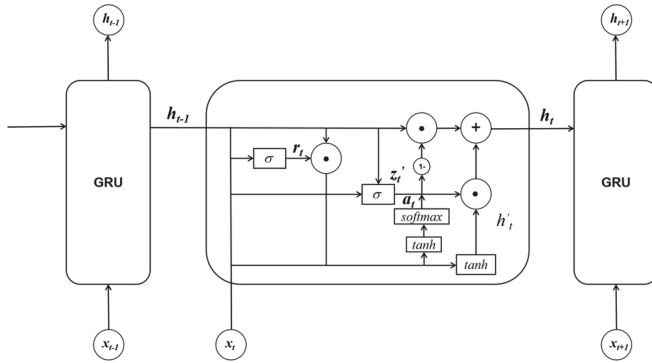 h_{t-1}
h_{t+1}
h_{t-1}
h_t
GRU
GRU
σ
r_t
1-
z_t'
σ
a_t
softmax
h'_t
tanh
tanh
x_{t-1}
x_t
x_{t+1}